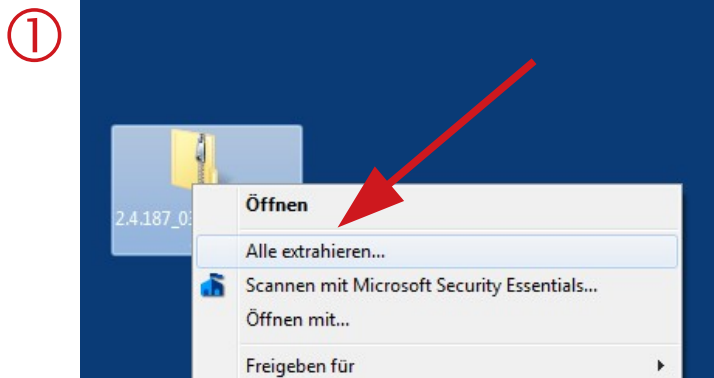 ①
Öffnen
2.4.187_0
Alle extrahieren...
Scannen mit Microsoft Security Essentials...
Öffnen mit...
Freigeben für